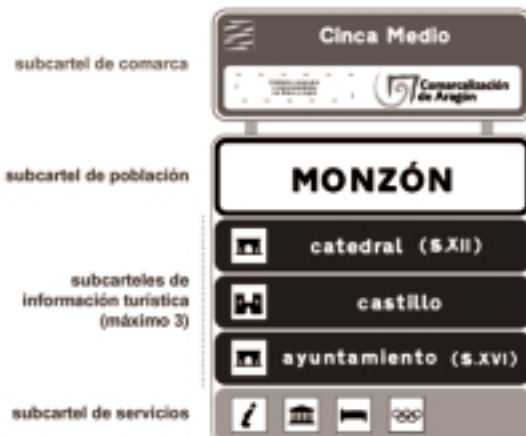 subcartel de comarca
Cinca Medio
Comarcalización
de Aragón
subcartel de población
MONZÓN
subcarteles de
información turística
(máximo 3)
catedral (S.XII)
castillo
ayuntamiento (S.XVI)
subcartel de servicios
i